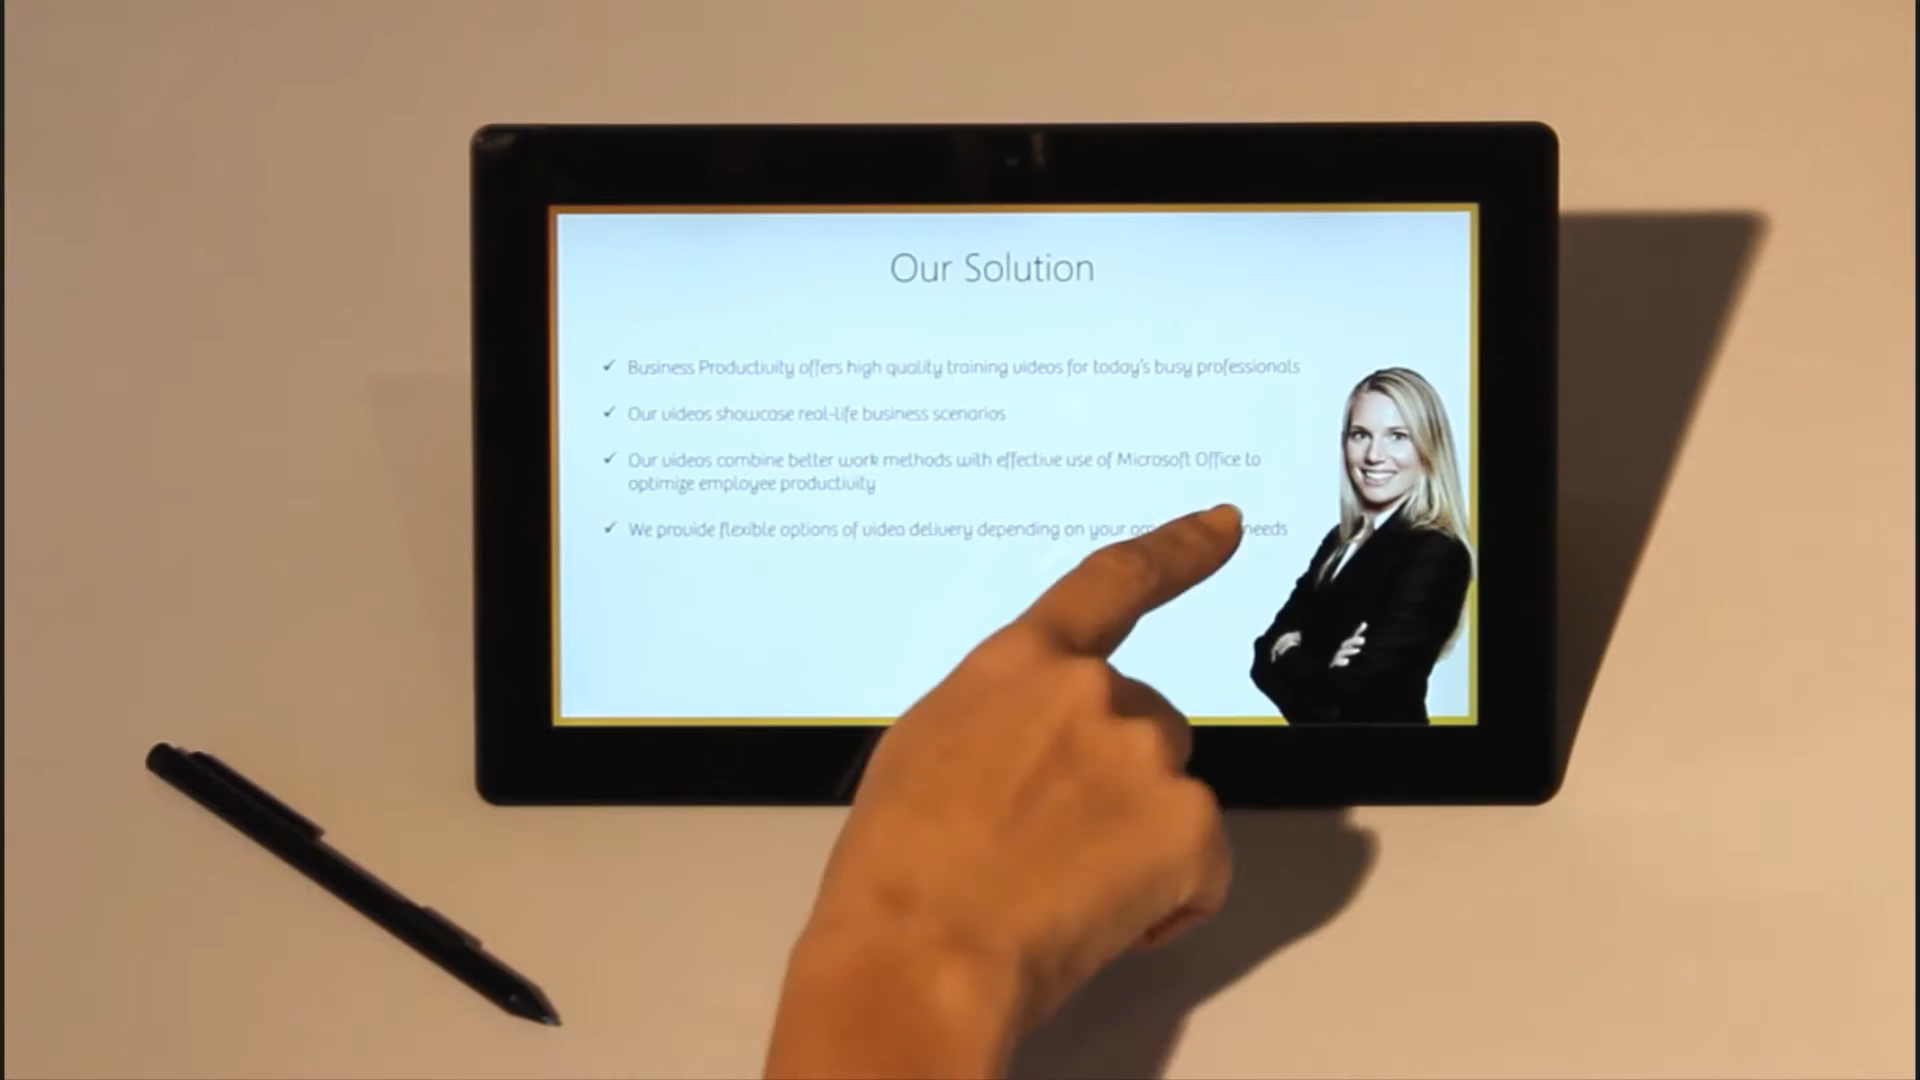 Our Solution
✓ Business Productivity offers high quality training videos for today's busy professionals
✓ Our videos showcase real-life business scenarios
✓ Our videos combine better work methods with effective use of Microsoft Office to
optimize employee productivity
✓ We provide flexible options of video delivery depending on your needs